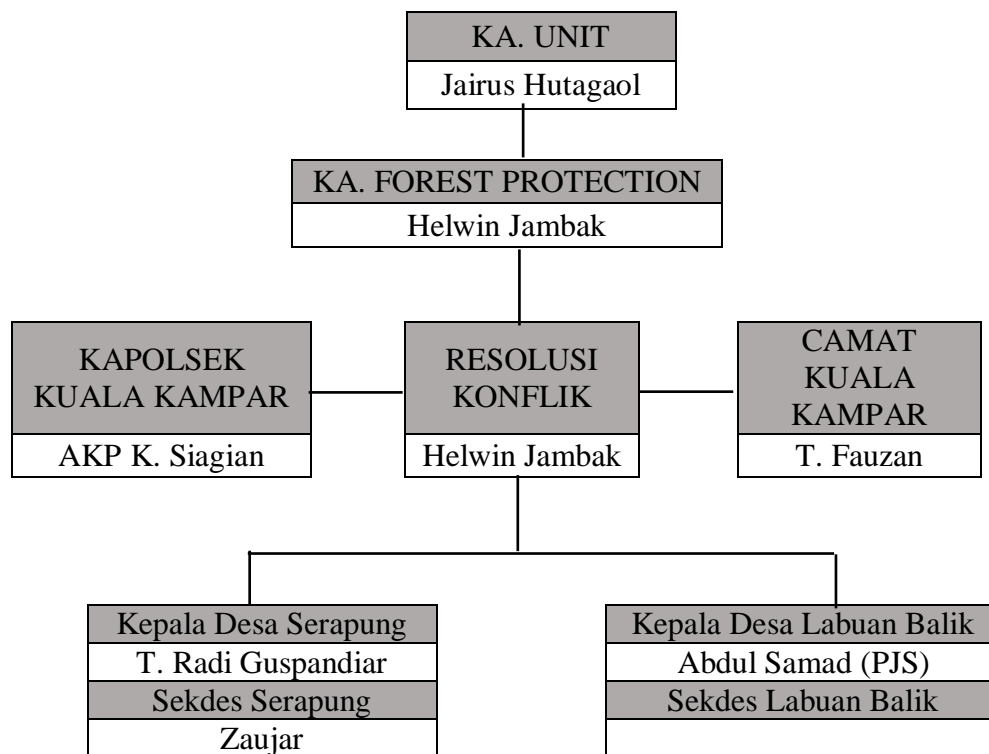 KA. UNIT
Jairus Hutagaol
KA. FOREST PROTECTION
Helwin Jambak
KAPOLSEK
KUALA KAMPAR
AKP K. Siagian
RESOLUSI
KONFLIK
Helwin Jambak
CAMAT
KUALA
KAMPAR
T. Fauzan
Kepala Desa Serapung
T. Radi Guspandiar
Sekdes Serapung
Zaujar
Kepala Desa Labuan Balik
Abdul Samad (PJS)
Sekdes Labuan Balik